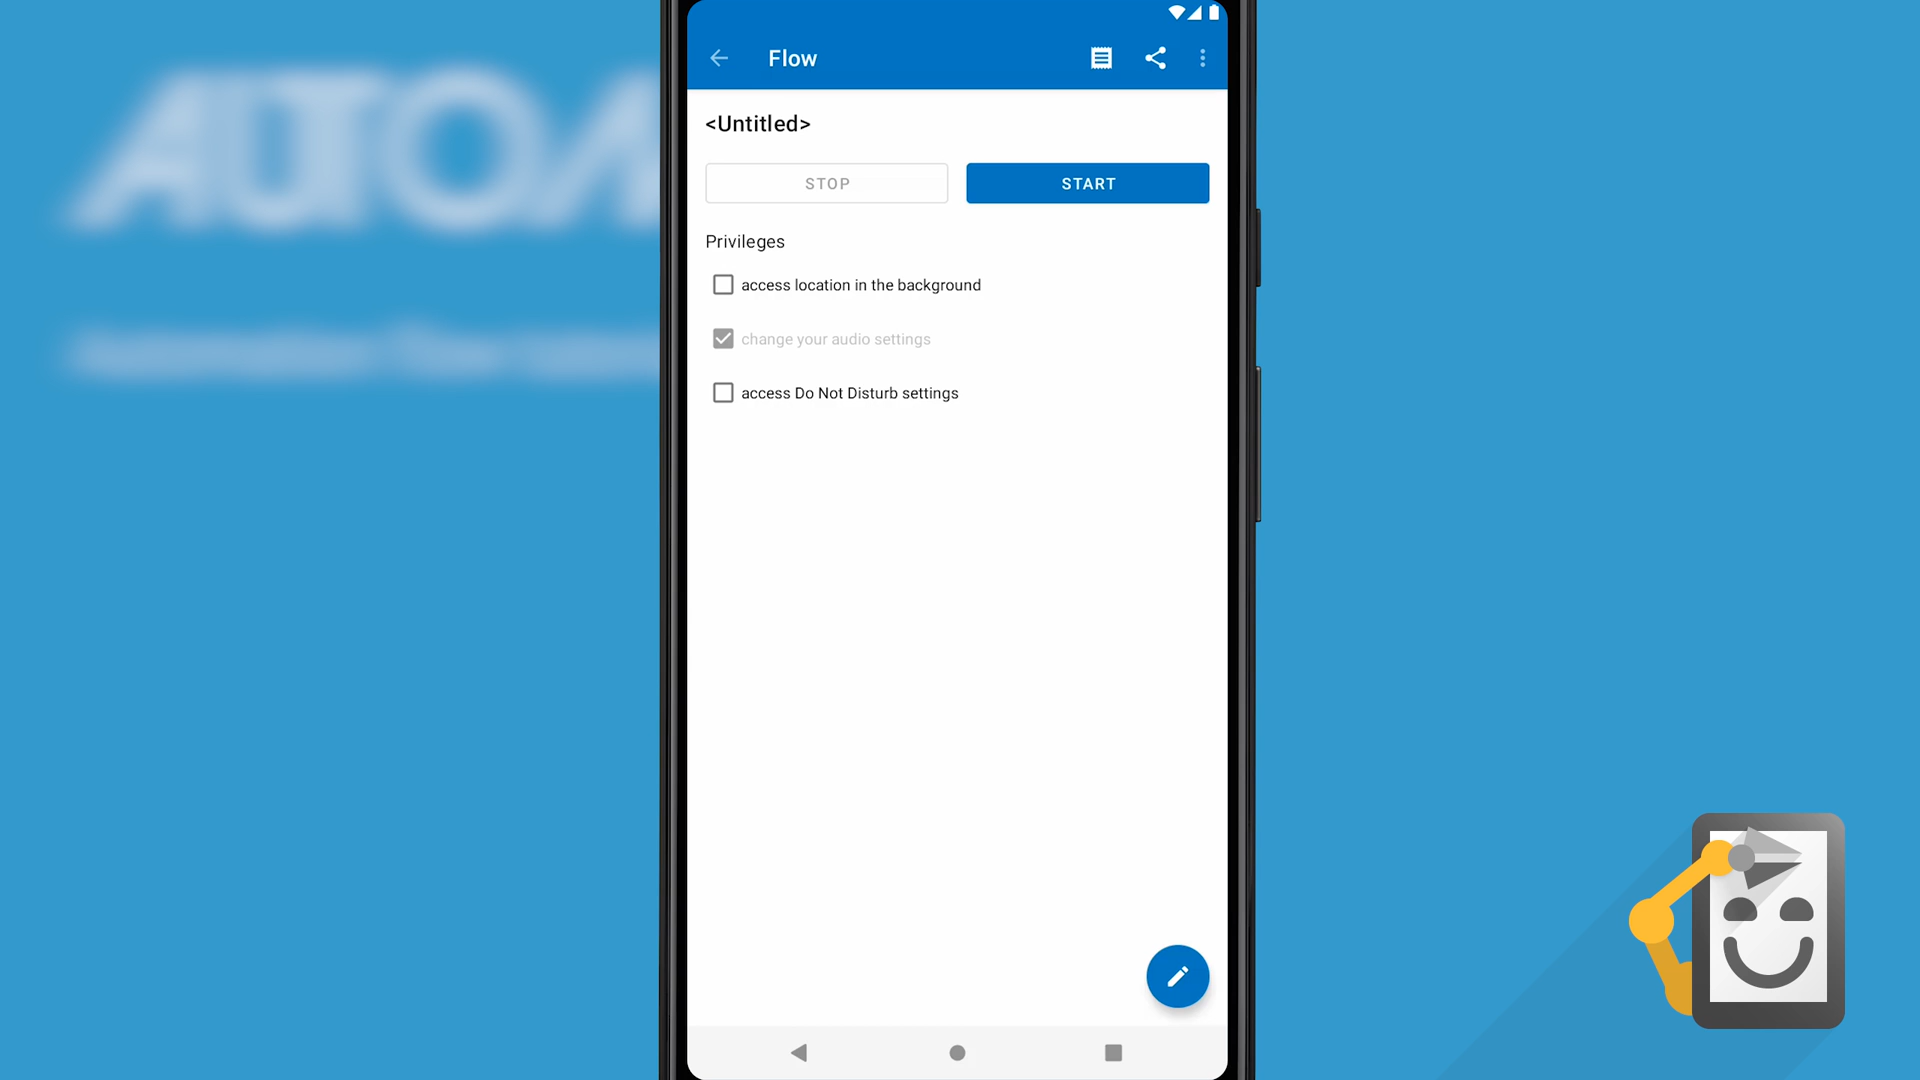 Flow
<Untitled>
STOP
START
Privileges
access location in the background
change your audio settings
access Do Not Disturb settings